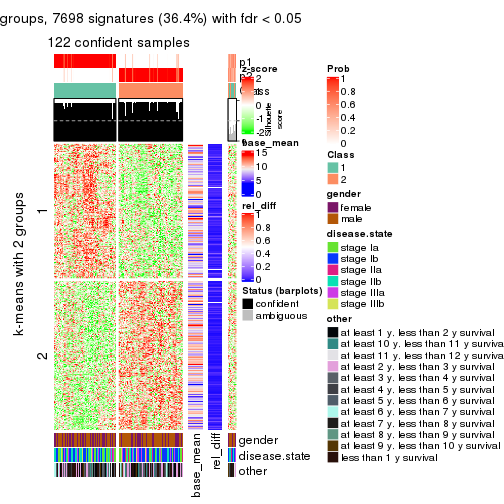 groups, 7698 signatures (36.4%) with fdr < 0.05
122 confident samples
p1
p2
Class
Silhouette
score
k-means with 2 groups
1
2
gender
disease.state
other
base_mean
rel_diff
z-score
2
1
0
-1
-2
base_mean
15
10
5
0
rel_diff
1
0.8
0.6
0.4
0.2
0
Status (barplots)
confident
ambiguous
Prob
1
0.8
0.6
0.4
0.2
0
Class
1
2
gender
female
male
disease.state
stage Ia
stage Ib
stage IIa
stage IIb
stage IIIa
stage IIIb
other
at least 1 y. less than 2 y survival
at least 10 y. less than 11 y survival
at least 11 y. less than 12 y survival
at least 2 y. less than 3 y survival
at least 3 y. less than 4 y survival
at least 4 y. less than 5 y survival
at least 5 y. less than 6 y survival
at least 6 y. less than 7 y survival
at least 7 y. less than 8 y survival
at least 8 y. less than 9 y survival
at least 9 y. less than 10 y survival
less than 1 y survival